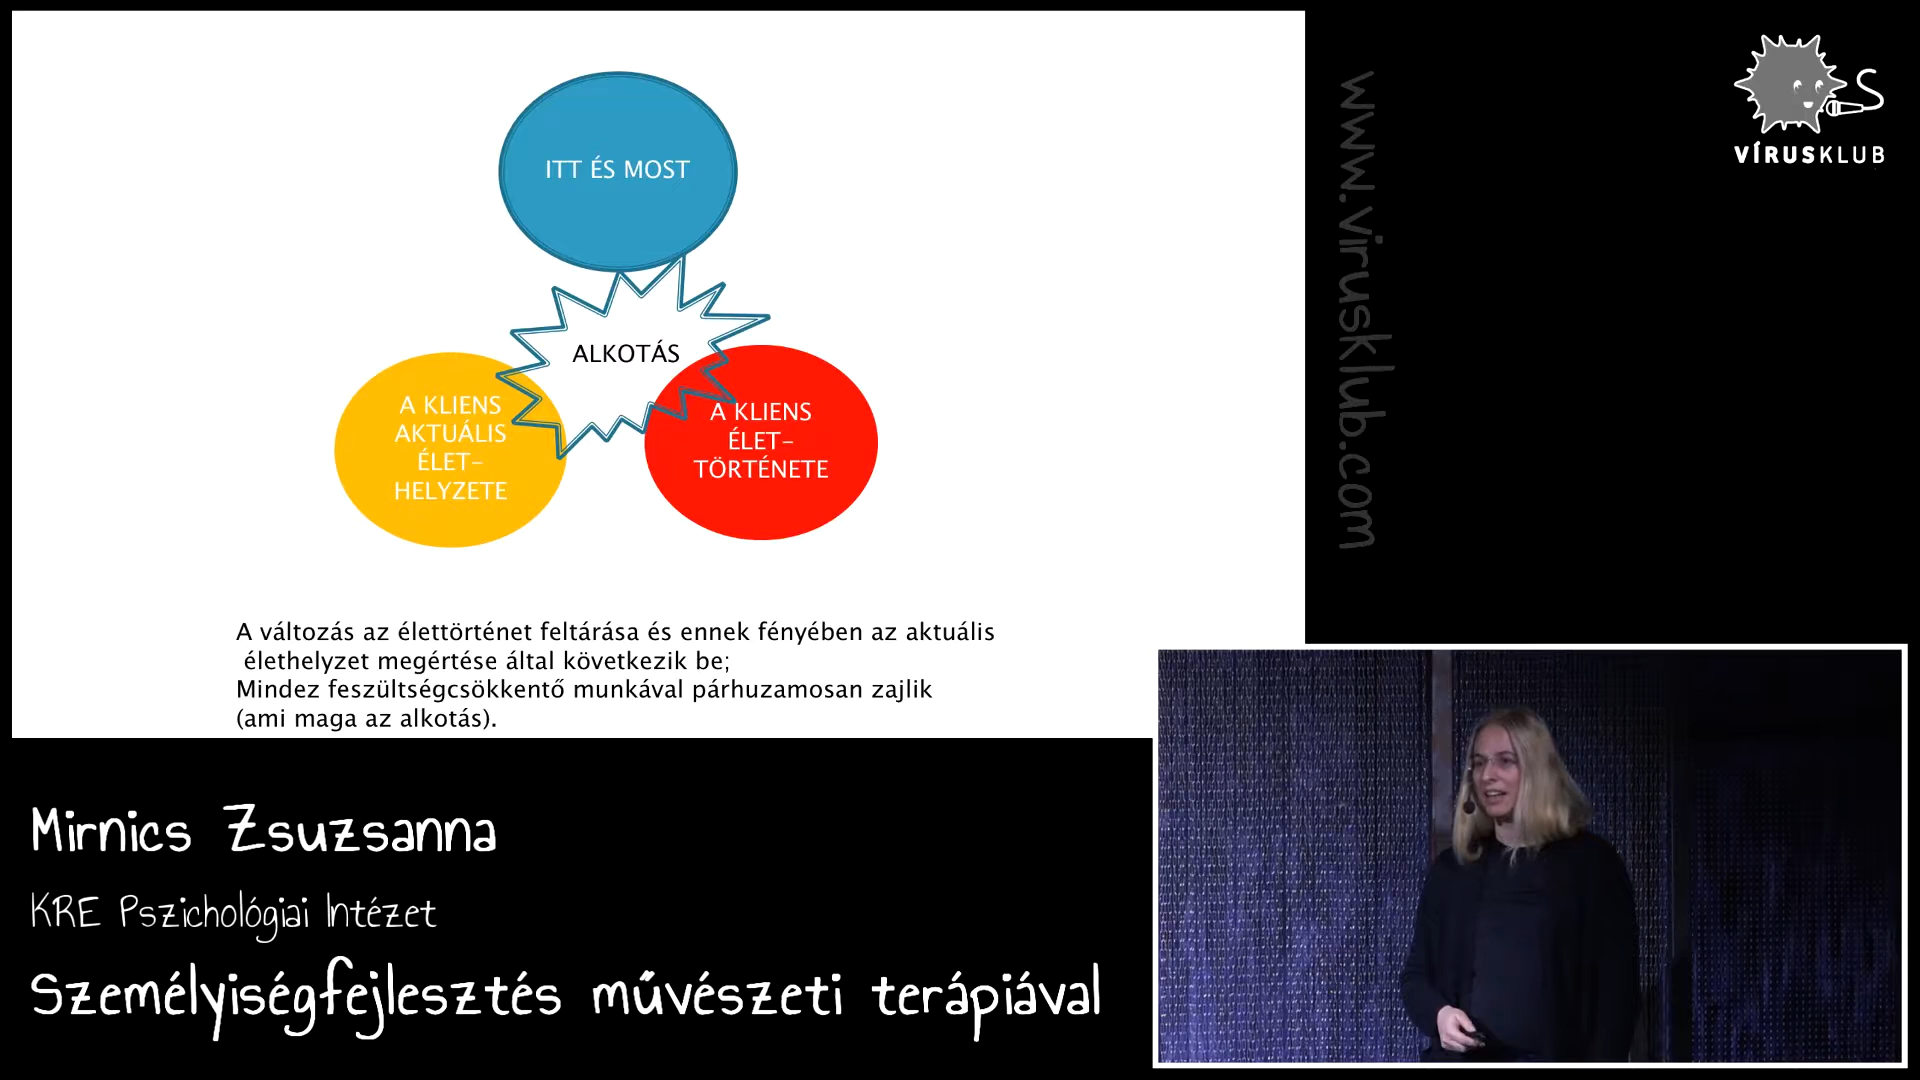 ITT ÉS MOST
ALKOTÁS
A KLIENS
AKTUÁLIS
ÉLET-
HELYZETE
A KLIENS
ÉLET-
TÖRTÉNETE
A változás az élettörténet feltárása és ennek fényében az aktuális
élethelyzet megértése által következik be;
Mindez feszültségcsökkentő munkával párhuzamosan zajlik
(ami maga az alkotás).
www.virusklub.com
VÍRUSKLUB
Mirnics Zsuzsanna
KRE Pszichológiai Intézet
Személyiségfejlesztés művészeti terápiával